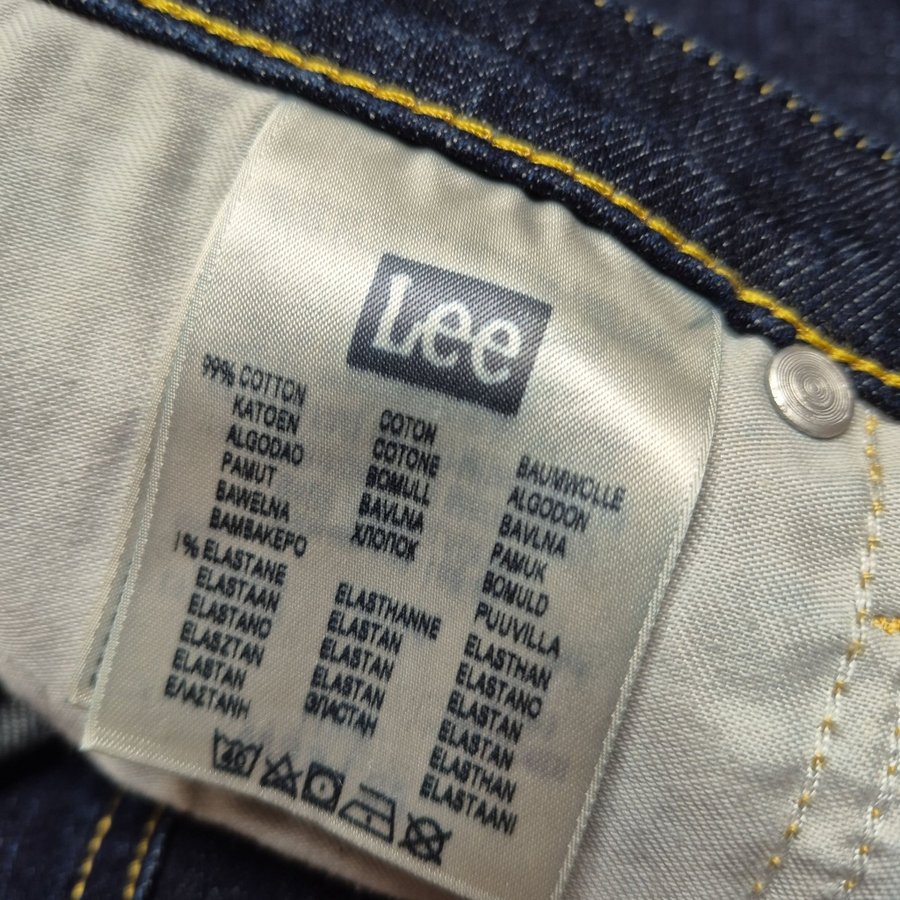 Lee
99% COTTON COTON BAUMWOLLE
KATOEN COTONE ALGODON
ALGODAO BOMULL BAVLNA
PAMUT BAVLNA PAMUK
BAWELNA ХЛОПОК BOMULD
BAMBAKEPO PUUVILLA
1% ELASTANE ELASTHANNE ELASTHAN
ELASTAAN ELASTAN ELASTANO
ELASTANO ELASTAN ELASTAN
ELASZTAN ELASTAN ELASTAN
ELASTAN ЭЛАСТАН ELASTHAN
ΕΛΑΣΤΑΝΗ ELASTAANI